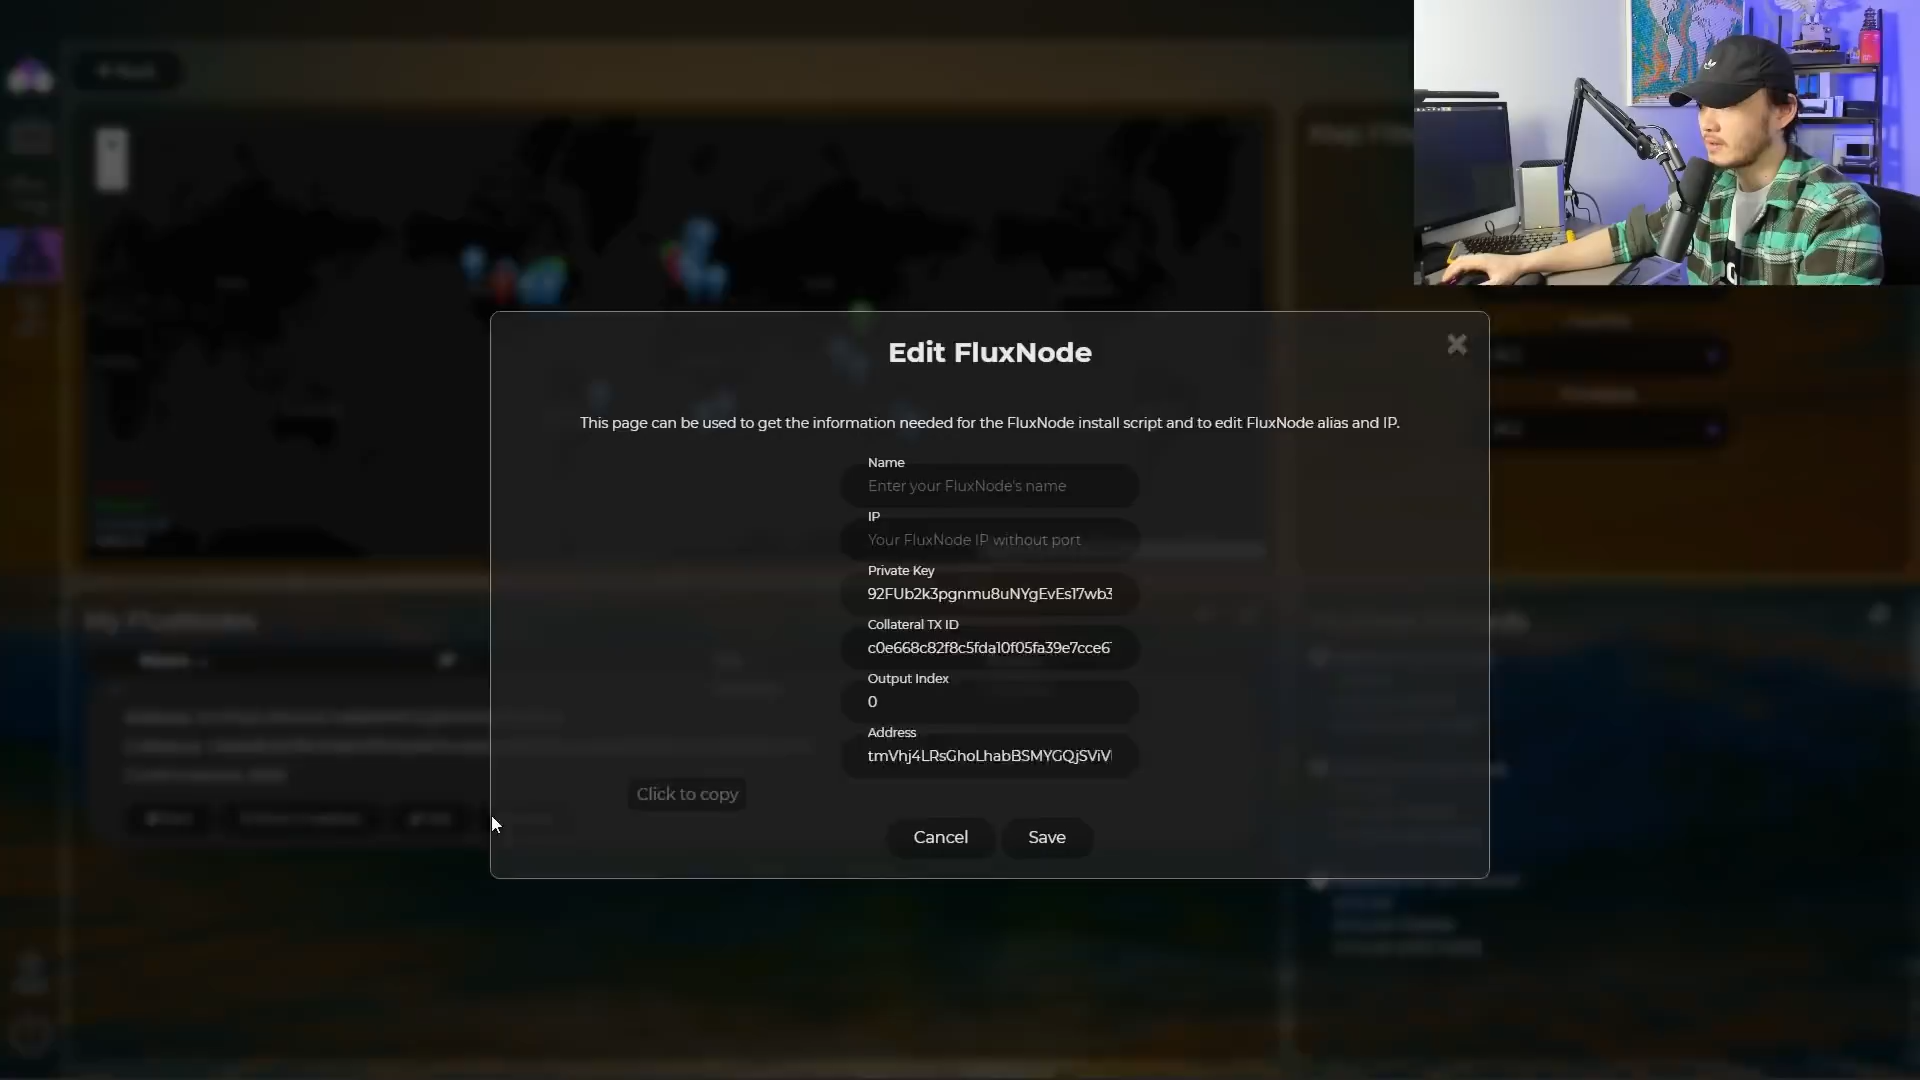 Edit FluxNode
This page can be used to get the information needed for the FluxNode install script and to edit FluxNode alias and IP.
Name
Enter your FluxNode's name
IP
Your FluxNode IP without port
Private Key
92FUb2k3pgnmu8uNYgEvEs17wb3
Collateral TX ID
c0e668c82f8c5fda10f05fa39e7cce6
Output Index
0
Address
tmVhj4LRsGhoLhabBSMYGQjSViV
Click to copy
Cancel
Save
My FluxNodes